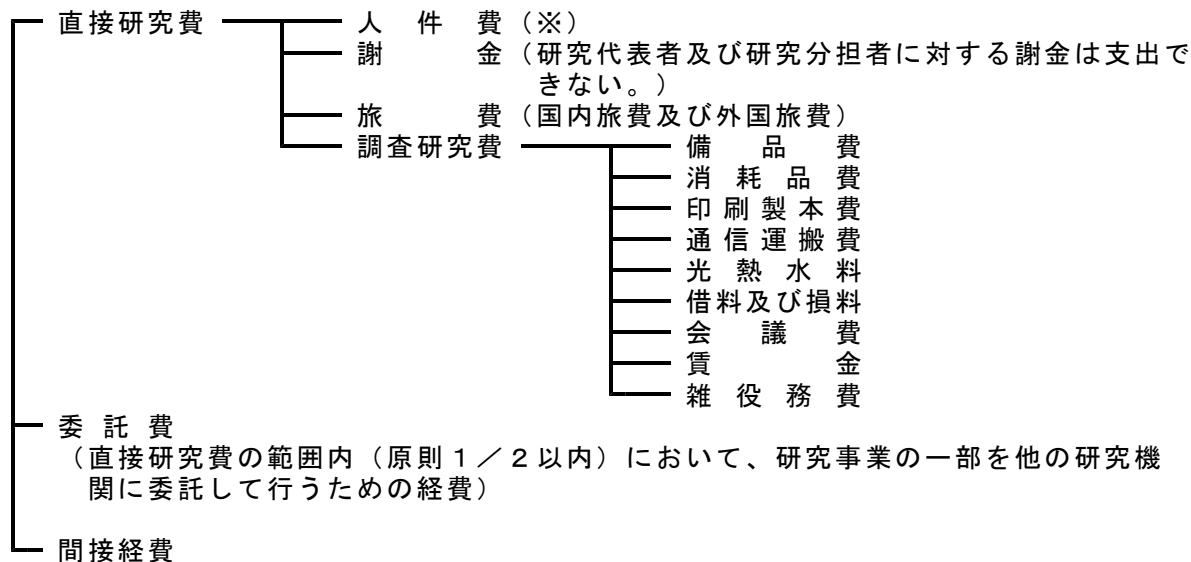 直接研究費 人件費（※）
謝金（研究代表者及び研究分担者に対する謝金は支出で
きない。）
旅費（国内旅費及び外国旅費）
調査研究費 備品費
消耗品費
印刷製本費
通信運搬費
光熱水料
借料及び損料
会議費
賃金
雑役務費
委託費
（直接研究費の範囲内（原則１／２以内）において、研究事業の一部を他の研究機
関に委託して行うための経費）
間接経費